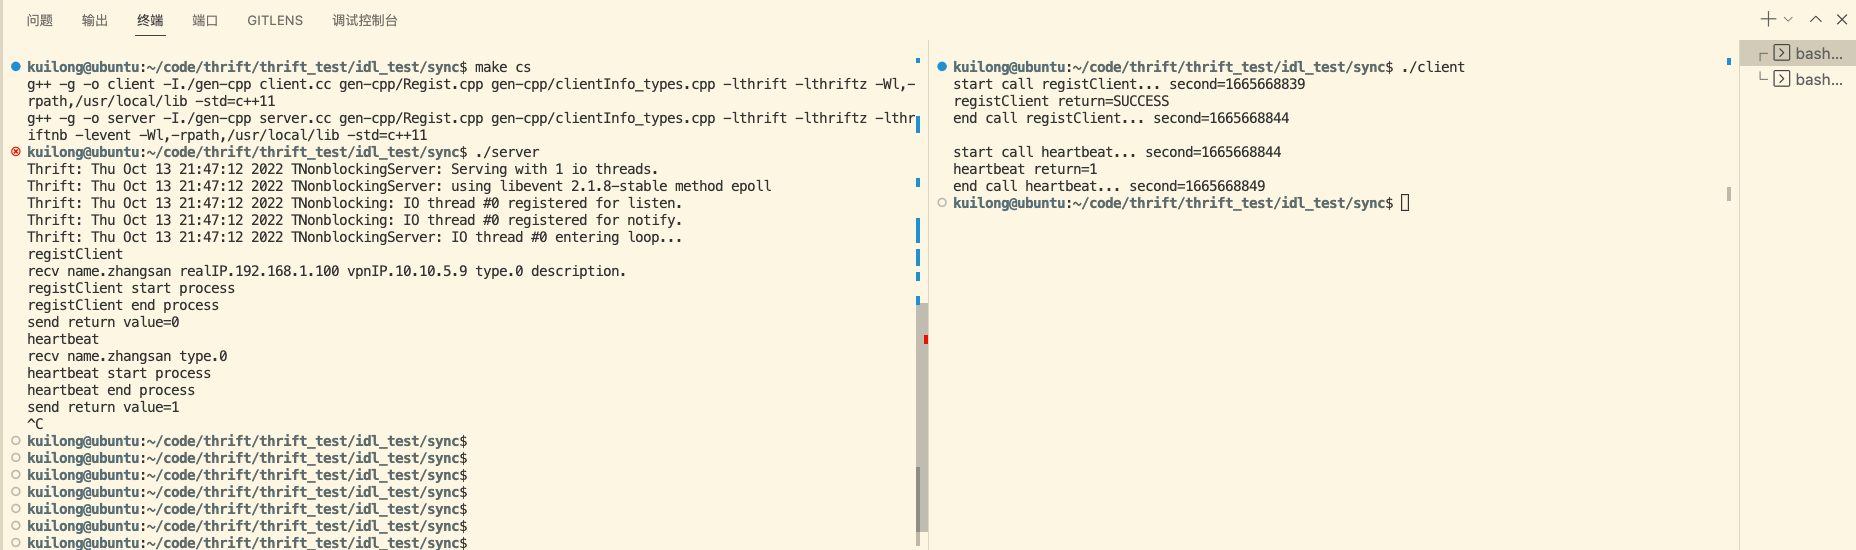 问题 输出 终端 端口 GITLENS 调试控制台
kuilong@ubuntu:~/code/thrift/thrift_test/idl_test/sync$ make cs
g++ -g -o client -I./gen-cpp client.cc gen-cpp/Regist.cpp gen-cpp/clientInfo_types.cpp -lthrift -lthriftz -Wl,-
rpath,/usr/local/lib -std=c++11
g++ -g -o server -I./gen-cpp server.cc gen-cpp/Regist.cpp gen-cpp/clientInfo_types.cpp -lthrift -lthriftz -lthr
iftnb -levent -Wl,-rpath,/usr/local/lib -std=c++11
kuilong@ubuntu:~/code/thrift/thrift_test/idl_test/sync$ ./server
Thrift: Thu Oct 13 21:47:12 2022 TNonblockingServer: Serving with 1 io threads.
Thrift: Thu Oct 13 21:47:12 2022 TNonblockingServer: using libevent 2.1.8-stable method epoll
Thrift: Thu Oct 13 21:47:12 2022 TNonblocking: IO thread #0 registered for listen.
Thrift: Thu Oct 13 21:47:12 2022 TNonblocking: IO thread #0 registered for notify.
Thrift: Thu Oct 13 21:47:12 2022 TNonblockingServer: IO thread #0 entering loop...
registClient
recv name.zhangsan realIP.192.168.1.100 vpnIP.10.10.5.9 type.0 description.
registClient start process
registClient end process
send return value=0
heartbeat
recv name.zhangsan type.0
heartbeat start process
heartbeat end process
send return value=1
^C
kuilong@ubuntu:~/code/thrift/thrift_test/idl_test/sync$
kuilong@ubuntu:~/code/thrift/thrift_test/idl_test/sync$
kuilong@ubuntu:~/code/thrift/thrift_test/idl_test/sync$
kuilong@ubuntu:~/code/thrift/thrift_test/idl_test/sync$
kuilong@ubuntu:~/code/thrift/thrift_test/idl_test/sync$
kuilong@ubuntu:~/code/thrift/thrift_test/idl_test/sync$
kuilong@ubuntu:~/code/thrift/thrift_test/idl_test/sync$
kuilong@ubuntu:~/code/thrift/thrift_test/idl_test/sync$ ./client
start call registClient... second=1665668839
registClient return=SUCCESS
end call registClient... second=1665668844
start call heartbeat... second=1665668844
heartbeat return=1
end call heartbeat... second=1665668849
kuilong@ubuntu:~/code/thrift/thrift_test/idl_test/sync$
bash...
bash...